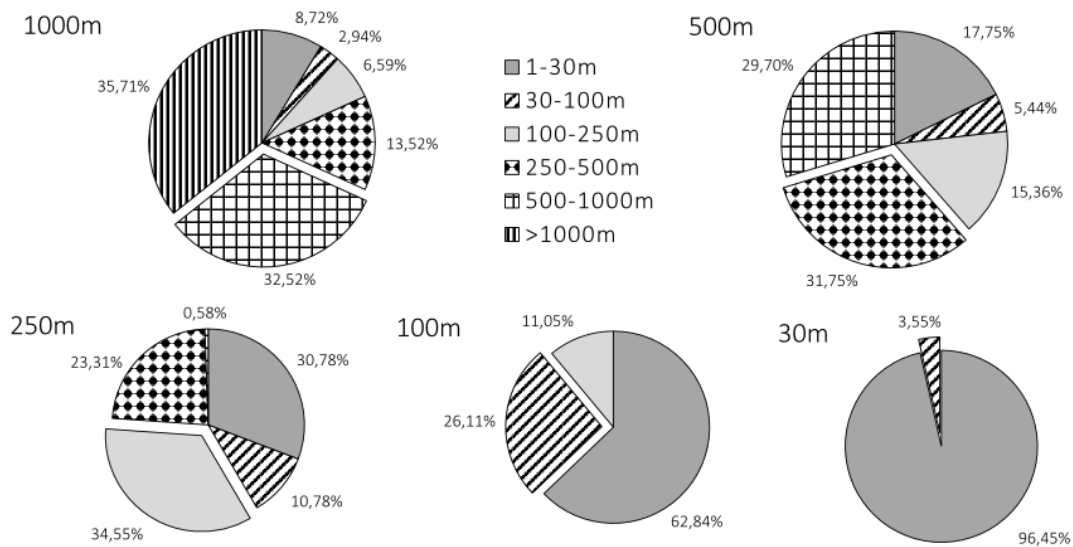 1000m
8,72%
2,94%
6,59%
13,52%
32,52%
35,71%
1-30m
30-100m
100-250m
250-500m
500-1000m
>1000m
500m
17,75%
5,44%
15,36%
31,75%
29,70%
250m
0,58%
30,78%
10,78%
34,55%
23,31%
100m
11,05%
62,84%
26,11%
30m
3,55%
96,45%